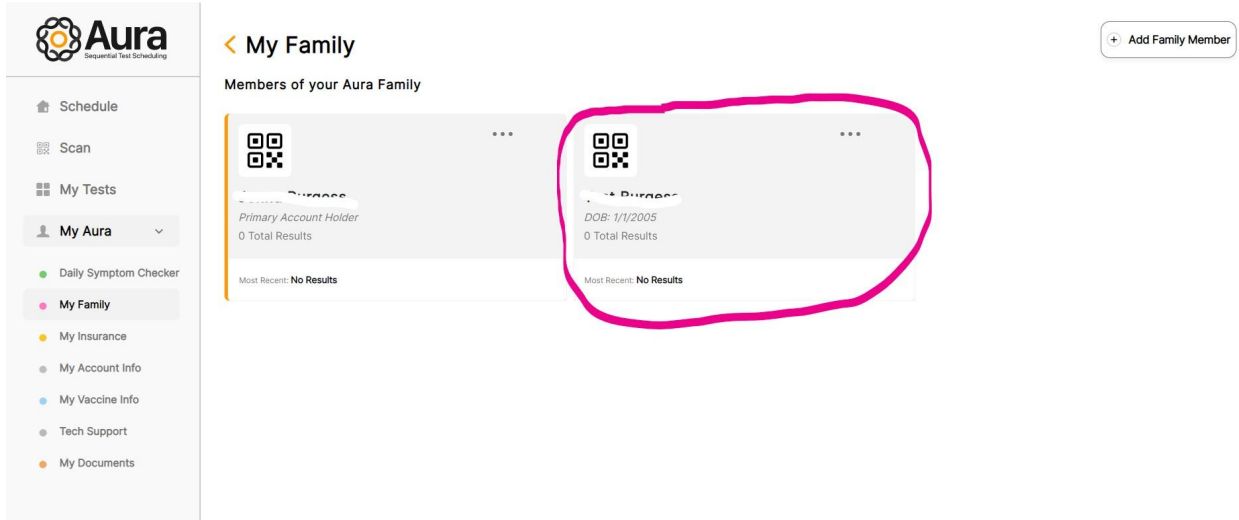 Aura
Sequential Test Scheduling
Schedule
Scan
My Tests
My Aura
Daily Symptom Checker
My Family
My Insurance
My Account Info
My Vaccine Info
Tech Support
My Documents
My Family
Add Family Member
Members of your Aura Family
Burgess
Primary Account Holder
0 Total Results
Most Recent: No Results
Burgess
DOB: 1/1/2005
0 Total Results
Most Recent: No Results